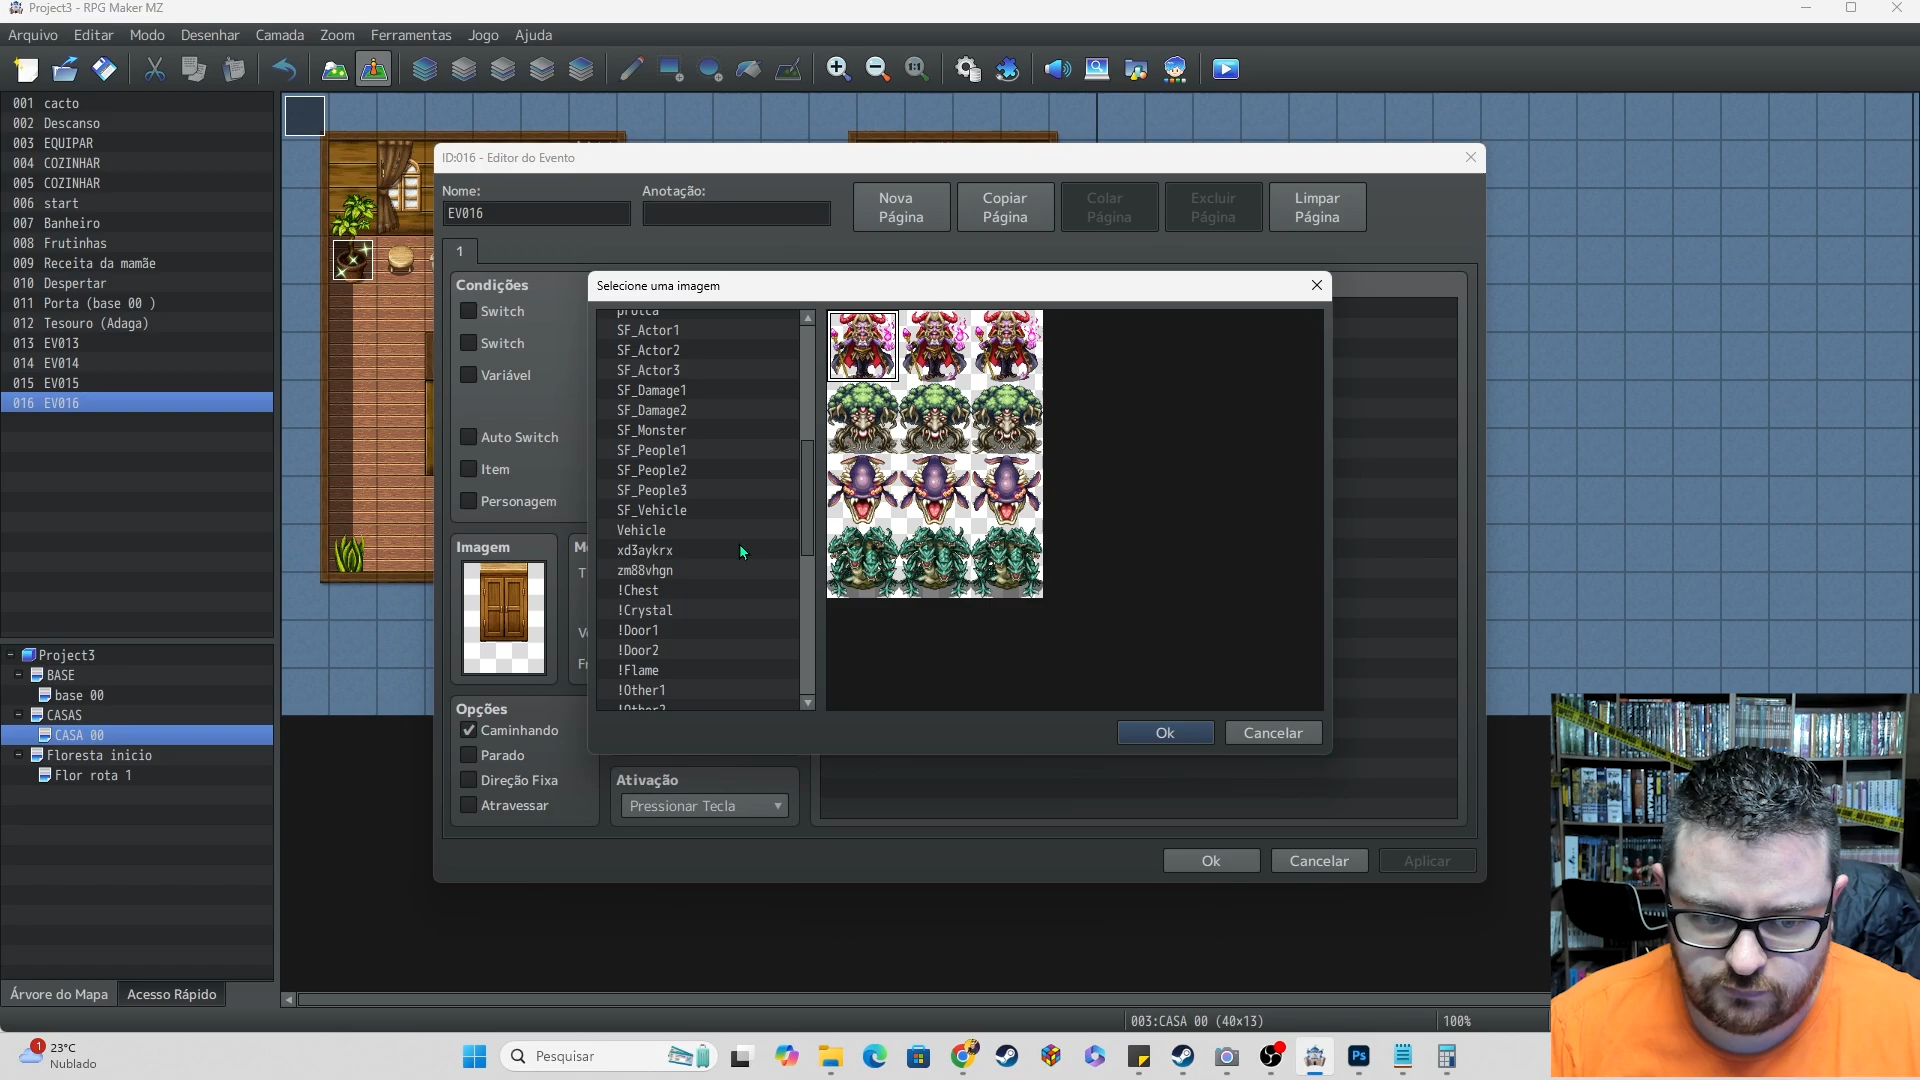 Project3 - RPG Maker MZ
Arquivo Editar Modo Desenhar Camada Zoom Ferramentas Jogo Ajuda
1:1
001 cacto
002 Descanso
003 EQUIPAR
004 COZINHAR
005 COZINHAR
006 start
007 Banheiro
008 Frutinhas
009 Receita da mamãe
010 Despertar
011 Porta (base 00 )
012 Tesouro (Adaga)
013 EV013
014 EV014
015 EV015
016 EV016
Project3
BASE
base 00
CASAS
CASA 00
Floresta inicio
Flor rota 1
Árvore do Mapa
Acesso Rápido
ID:016 - Editor do Evento
Nome:
EV016
Anotação:
Nova Página
Copiar Página
Colar Página
Excluir Página
Limpar Página
1
Condições
Switch
Switch
Variável
Auto Switch
Item
Personagem
Imagem
Opções
Caminhando
Parado
Direção Fixa
Atravessar
Ativação
Pressionar Tecla
Selecione uma imagem
SF_Actor1
SF_Actor2
SF_Actor3
SF_Damage1
SF_Damage2
SF_Monster
SF_People1
SF_People2
SF_People3
SF_Vehicle
Vehicle
xd3aykrx
zm88vhgn
!Chest
!Crystal
!Door1
!Door2
!Flame
!Other1
!Other2
Ok
Cancelar
Ok
Cancelar
Aplicar
003:CASA 00 (40x13)
100%
1
23°C
Nublado
Pesquisar
Ps